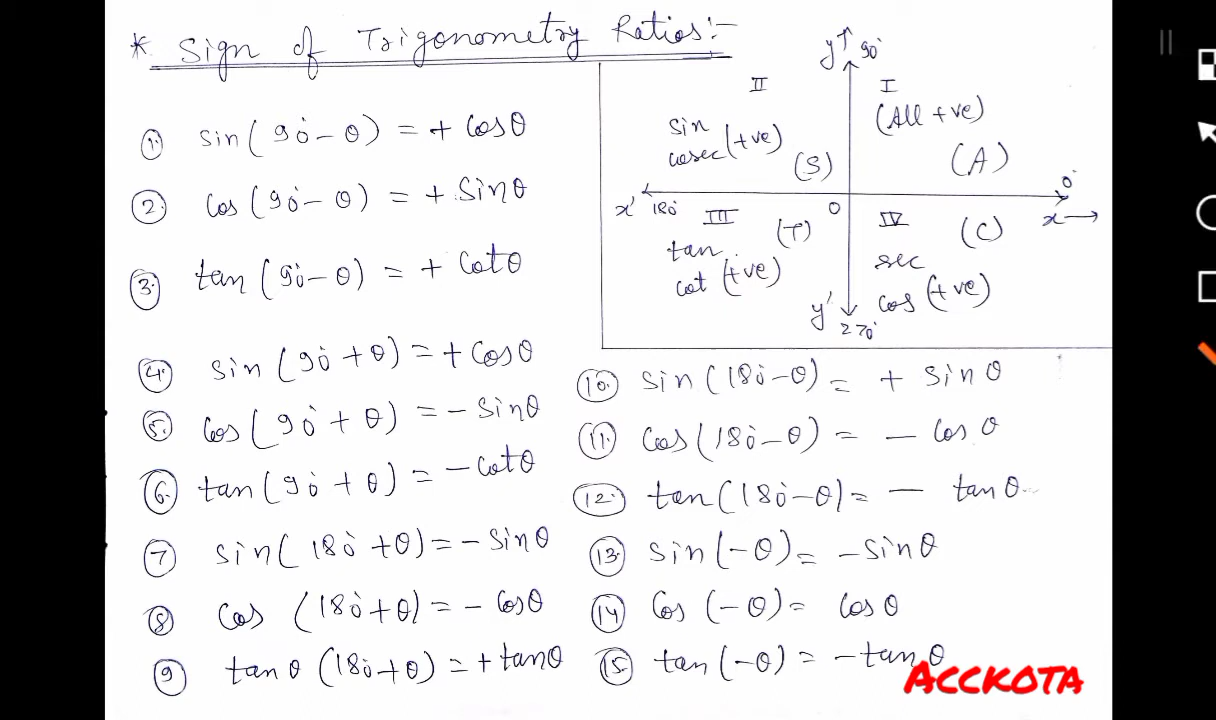 * Sign of Trigonometry Ratios:-
1. sin(90° - θ) = + cosθ
2. cos(90° - θ) = + Sinθ
3. tan(90° - θ) = + Cotθ
4. sin(90° + θ) = + Cosθ
5. Cos(90° + θ) = - Sinθ
6. tan(90° + θ) = - Cotθ
7. sin(180° + θ) = - Sinθ
8. Cos (180° + θ) = - Cosθ
9. tanθ (180° + θ) = + tanθ
y 90°
II
I
sin
cosec (+ve)
(S)
(All +ve)
(A)
x' 180°
O
0°
x
III
(T)
tan
cot (+ve)
IV
(C)
sec
cos (+ve)
y'
270°
10. sin(180° - θ) = + sinθ
11. Cos(180° - θ) = - Cosθ
12. tan(180° - θ) = - tanθ
13. sin(-θ) = - Sinθ
14. Cos (-θ) = Cosθ
15. tan(-θ) = - tanθ
ACCKOTA